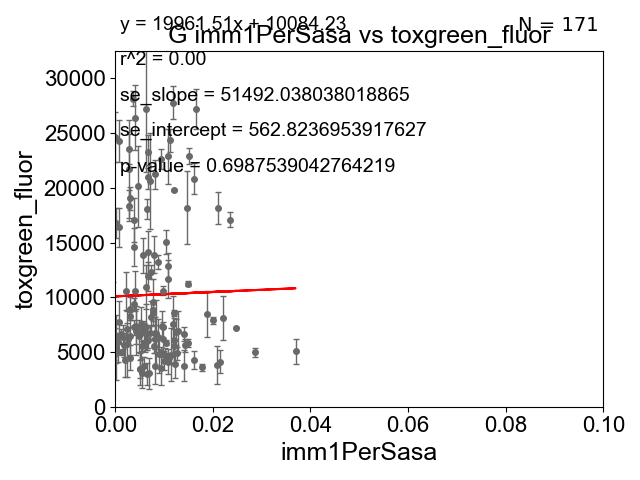 y = 19961.51x + 10084.23
N = 171
G imm1PerSasa vs toxgreen_fluor
r^2 = 0.00
se_slope = 51492.038038018865
se_intercept = 562.8236953917627
p-value = 0.6987539042764219
toxgreen_fluor
30000
25000
20000
15000
10000
5000
0
0.00 0.02 0.04 0.06 0.08 0.10
imm1PerSasa